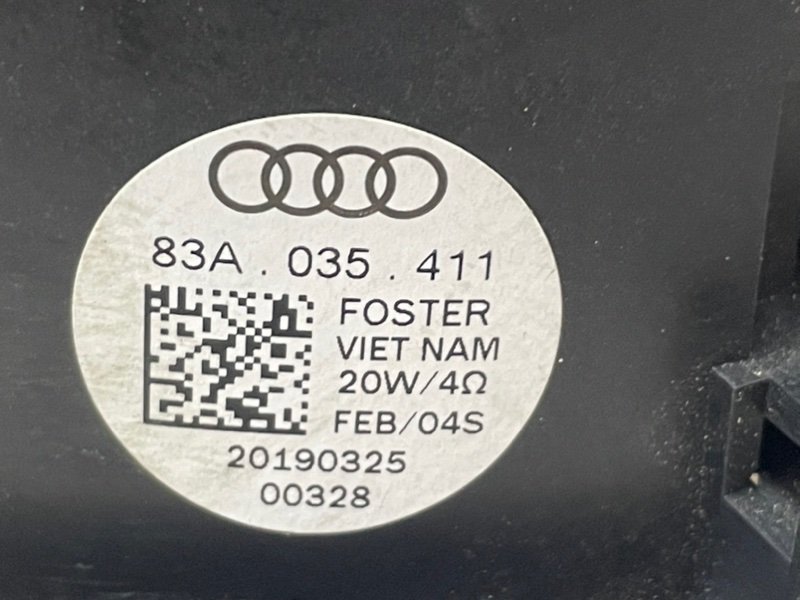 83A . 035 . 411
FOSTER
VIET NAM
20W/4Ω
FEB/04S
20190325
00328